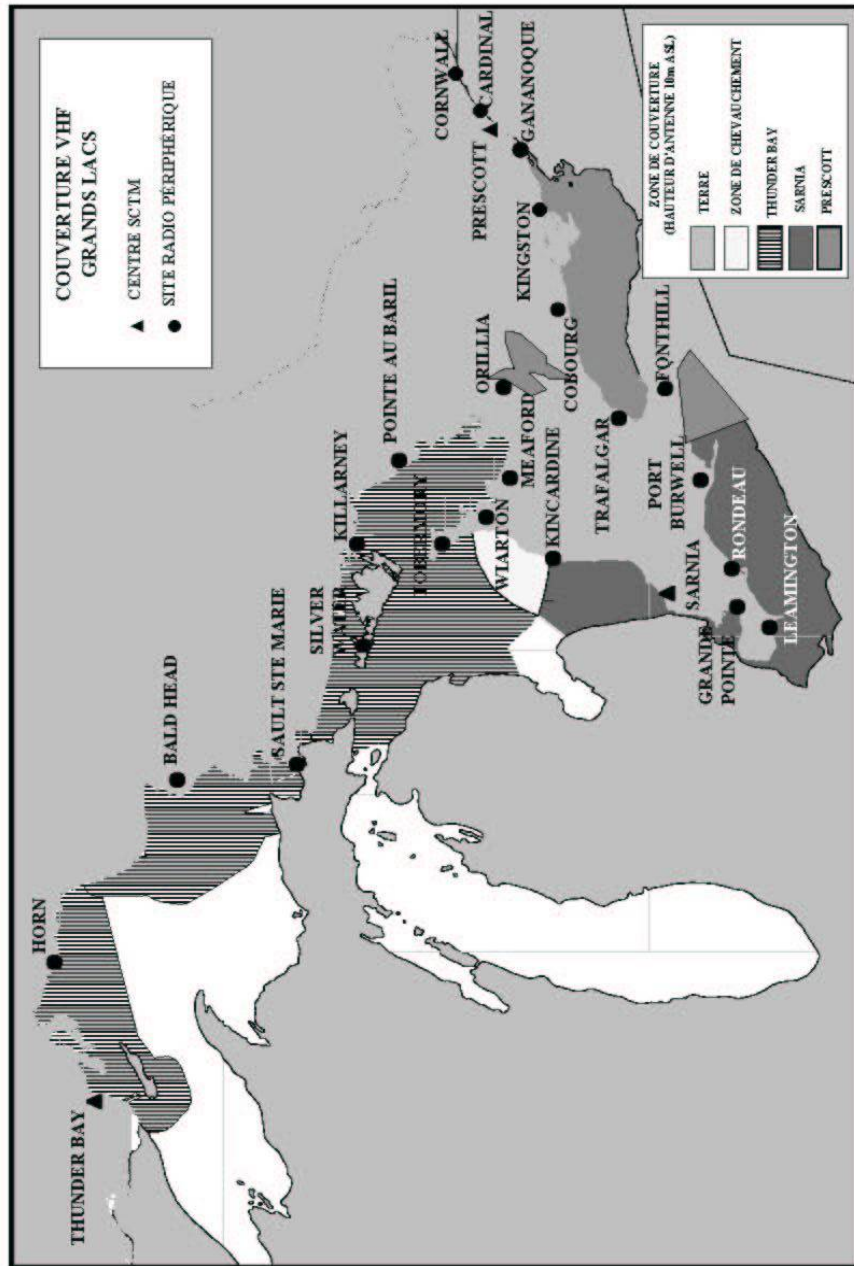 COUVERTURE VHF
GRANDS LACS
CENTRE SCTM
SITE RADIO PÉRIPHÉRIQUE
THUNDER BAY
HORN
BALD HEAD
SAULT STE MARIE
SILVER
WATER
KILLARNEY
TOBERMORY
POINTE AU BARIL
WIARTON
MEAFORD
ORILLIA
KINCARDINE
SARNIA
GRANDE
POINTE
LEAMINGTON
RONDEAU
PORT
BURWELL
FONTHILL
TRAFALGAR
COBOURG
KINGSTON
GANANOQUE
PRESCOTT
CARDINAL
CORNWALL
ZONE DE COUVERTURE
(HAUTEUR D'ANTENNE 10m ASL)
TERRE
ZONE DE CHEVAUCHEMENT
THUNDER BAY
SARNIA
PRESCOTT